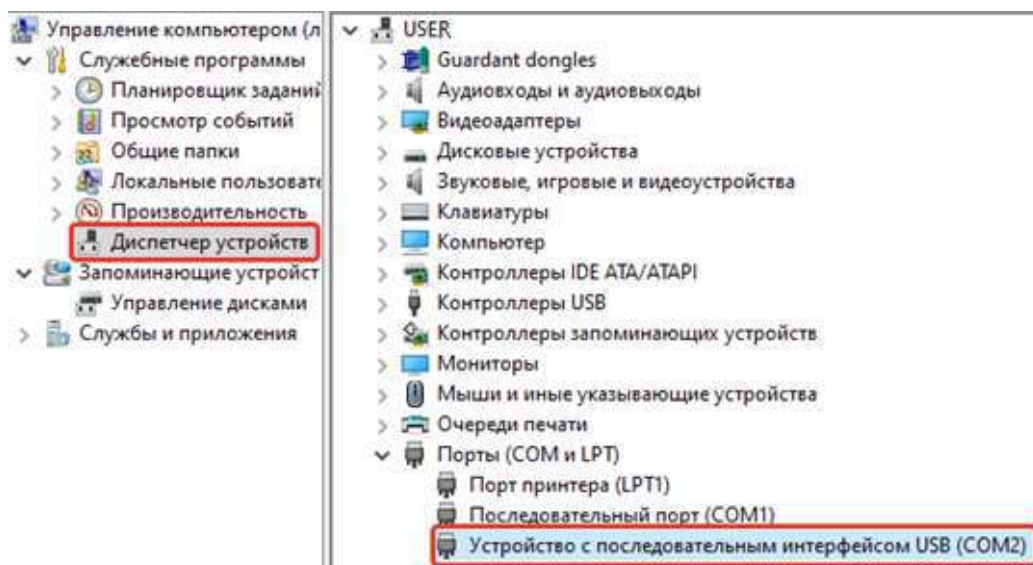 Управление компьютером (л
Служебные программы
Планировщик заданий
Просмотр событий
Общие папки
Локальные пользовате
Производительность
Диспетчер устройств
Запоминающие устройст
Управление дисками
Службы и приложения
USER
Guardant dongles
Аудиовходы и аудиовыходы
Видеоадаптеры
Дисковые устройства
Звуковые, игровые и видеоустройства
Клавиатуры
Компьютер
Контроллеры IDE ATA/ATAPI
Контроллеры USB
Контроллеры запоминающих устройств
Мониторы
Мыши и иные указывающие устройства
Очереди печати
Порты (COM и LPT)
Порт принтера (LPT1)
Последовательный порт (COM1)
Устройство с последовательным интерфейсом USB (COM2)